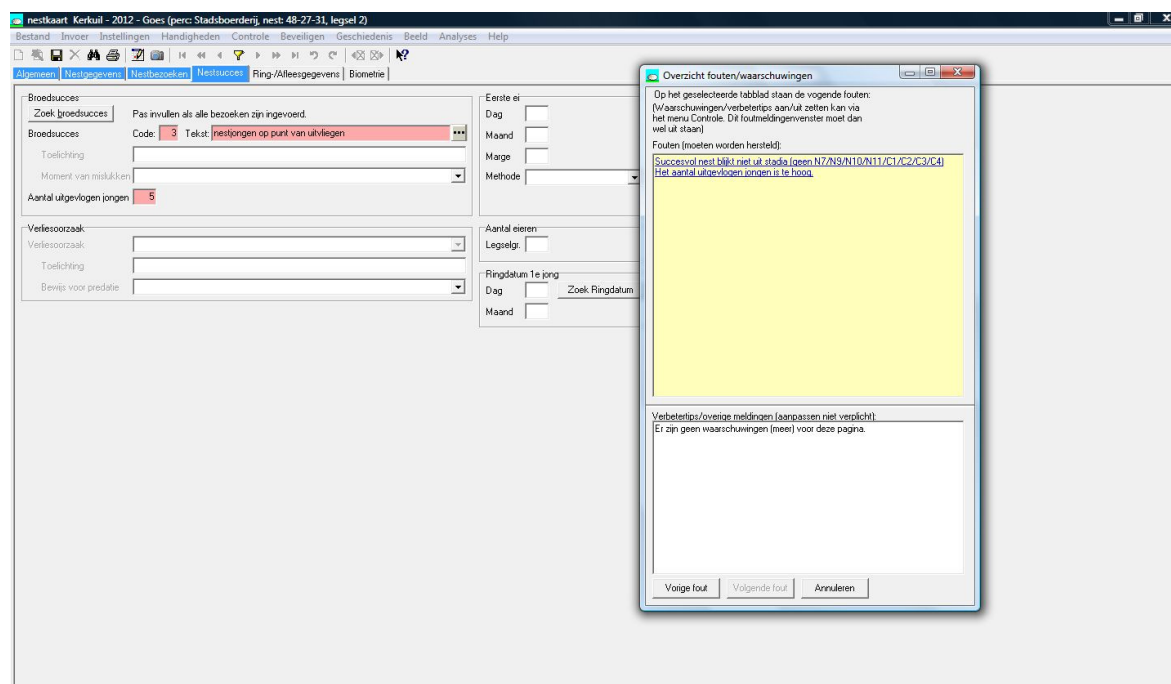 nestkaart Kerkuil - 2012 - Goes (perc: Stadsboerderij, nest: 48-27-31, legsel 2)
Bestand Invoer Instellingen Handigheden Controle Beveiligen Geschiedenis Beeld Analyses Help
Algemeen Nestgegevens Nestbezoeken Nestsucces Ring-/Afleesgegevens Biometrie
Broedsucces
Zoek broedsucces Pas invullen als alle bezoeken zijn ingevoerd.
Broedsucces Code: 3 Tekst: nestjongen op punt van uitvliegen ...
Toelichting
Moment van mislukken
Aantal uitgevlogen jongen 5
Verliesoorzaak
Verliesoorzaak
Toelichting
Bewijs voor predatie
Eerste ei
Dag
Maand
Marge
Methode
Aantal eieren
Legselgr.
Ringdatum 1e jong
Dag Zoek Ringdatum
Maand
Overzicht fouten/waarschuwingen
Op het geselecteerde tabblad staan de vogende fouten:
(Waarschuwingen/verbetertips aan/uit zetten kan via
het menu Controle. Dit foutmeldingenvenster moet dan
wel uit staan)
Fouten (moeten worden hersteld):
Succesvol nest blijkt niet uit stadia (geen N7/N9/N10/N11/C1/C2/C3/C4)
Het aantal uitgevlogen jongen is te hoog.
Verbetertips/overige meldingen (aanpassen niet verplicht):
Er zijn geen waarschuwingen (meer) voor deze pagina.
Vorige fout Volgende fout Annuleren